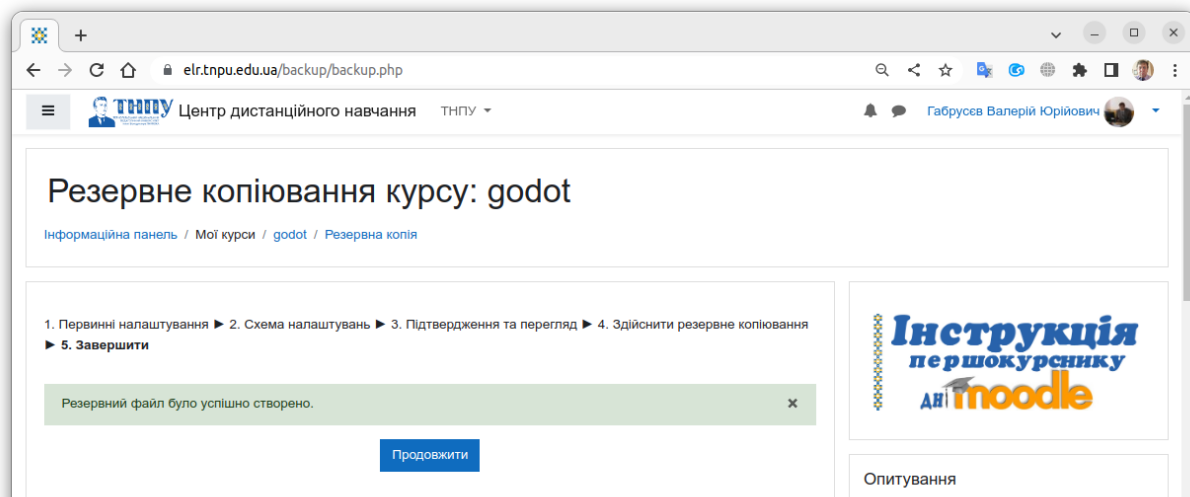 elr.tnpu.edu.ua/backup/backup.php
ТНПУ Центр дистанційного навчання ТНПУ
Габрусєв Валерій Юрійович
Резервне копіювання курсу: godot
Інформаційна панель / Мої курси / godot / Резервна копія
1. Первинні налаштування ► 2. Схема налаштувань ► 3. Підтвердження та перегляд ► 4. Здійснити резервне копіювання
► 5. Завершити
Резервний файл було успішно створено.
Продовжити
Інструкція
першокурснику
ДН moodle
Опитування